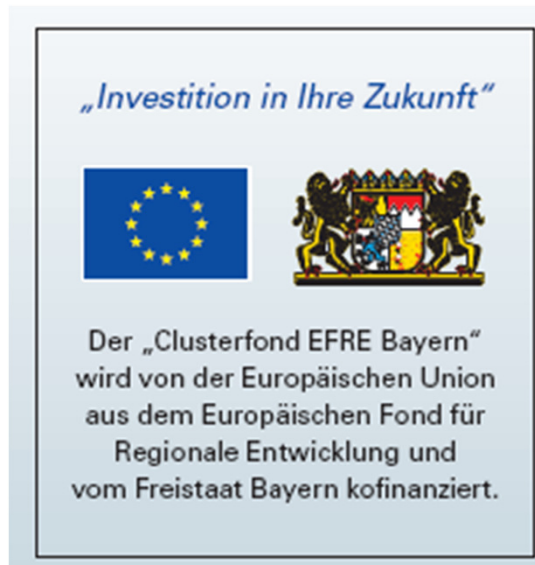 „Investition in Ihre Zukunft“
Der „Clusterfond EFRE Bayern“
wird von der Europäischen Union
aus dem Europäischen Fond für
Regionale Entwicklung und
vom Freistaat Bayern kofinanziert.